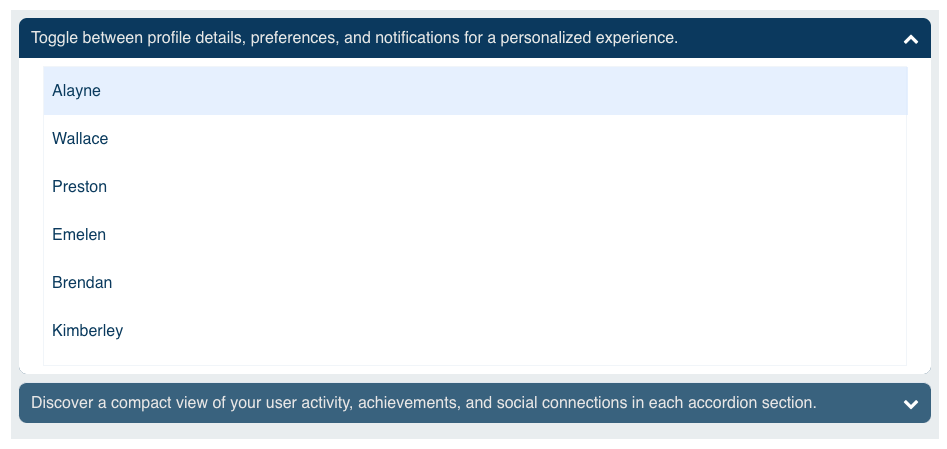 Toggle between profile details, preferences, and notifications for a personalized experience.
Alayne
Wallace
Preston
Emelen
Brendan
Kimberley
Discover a compact view of your user activity, achievements, and social connections in each accordion section.